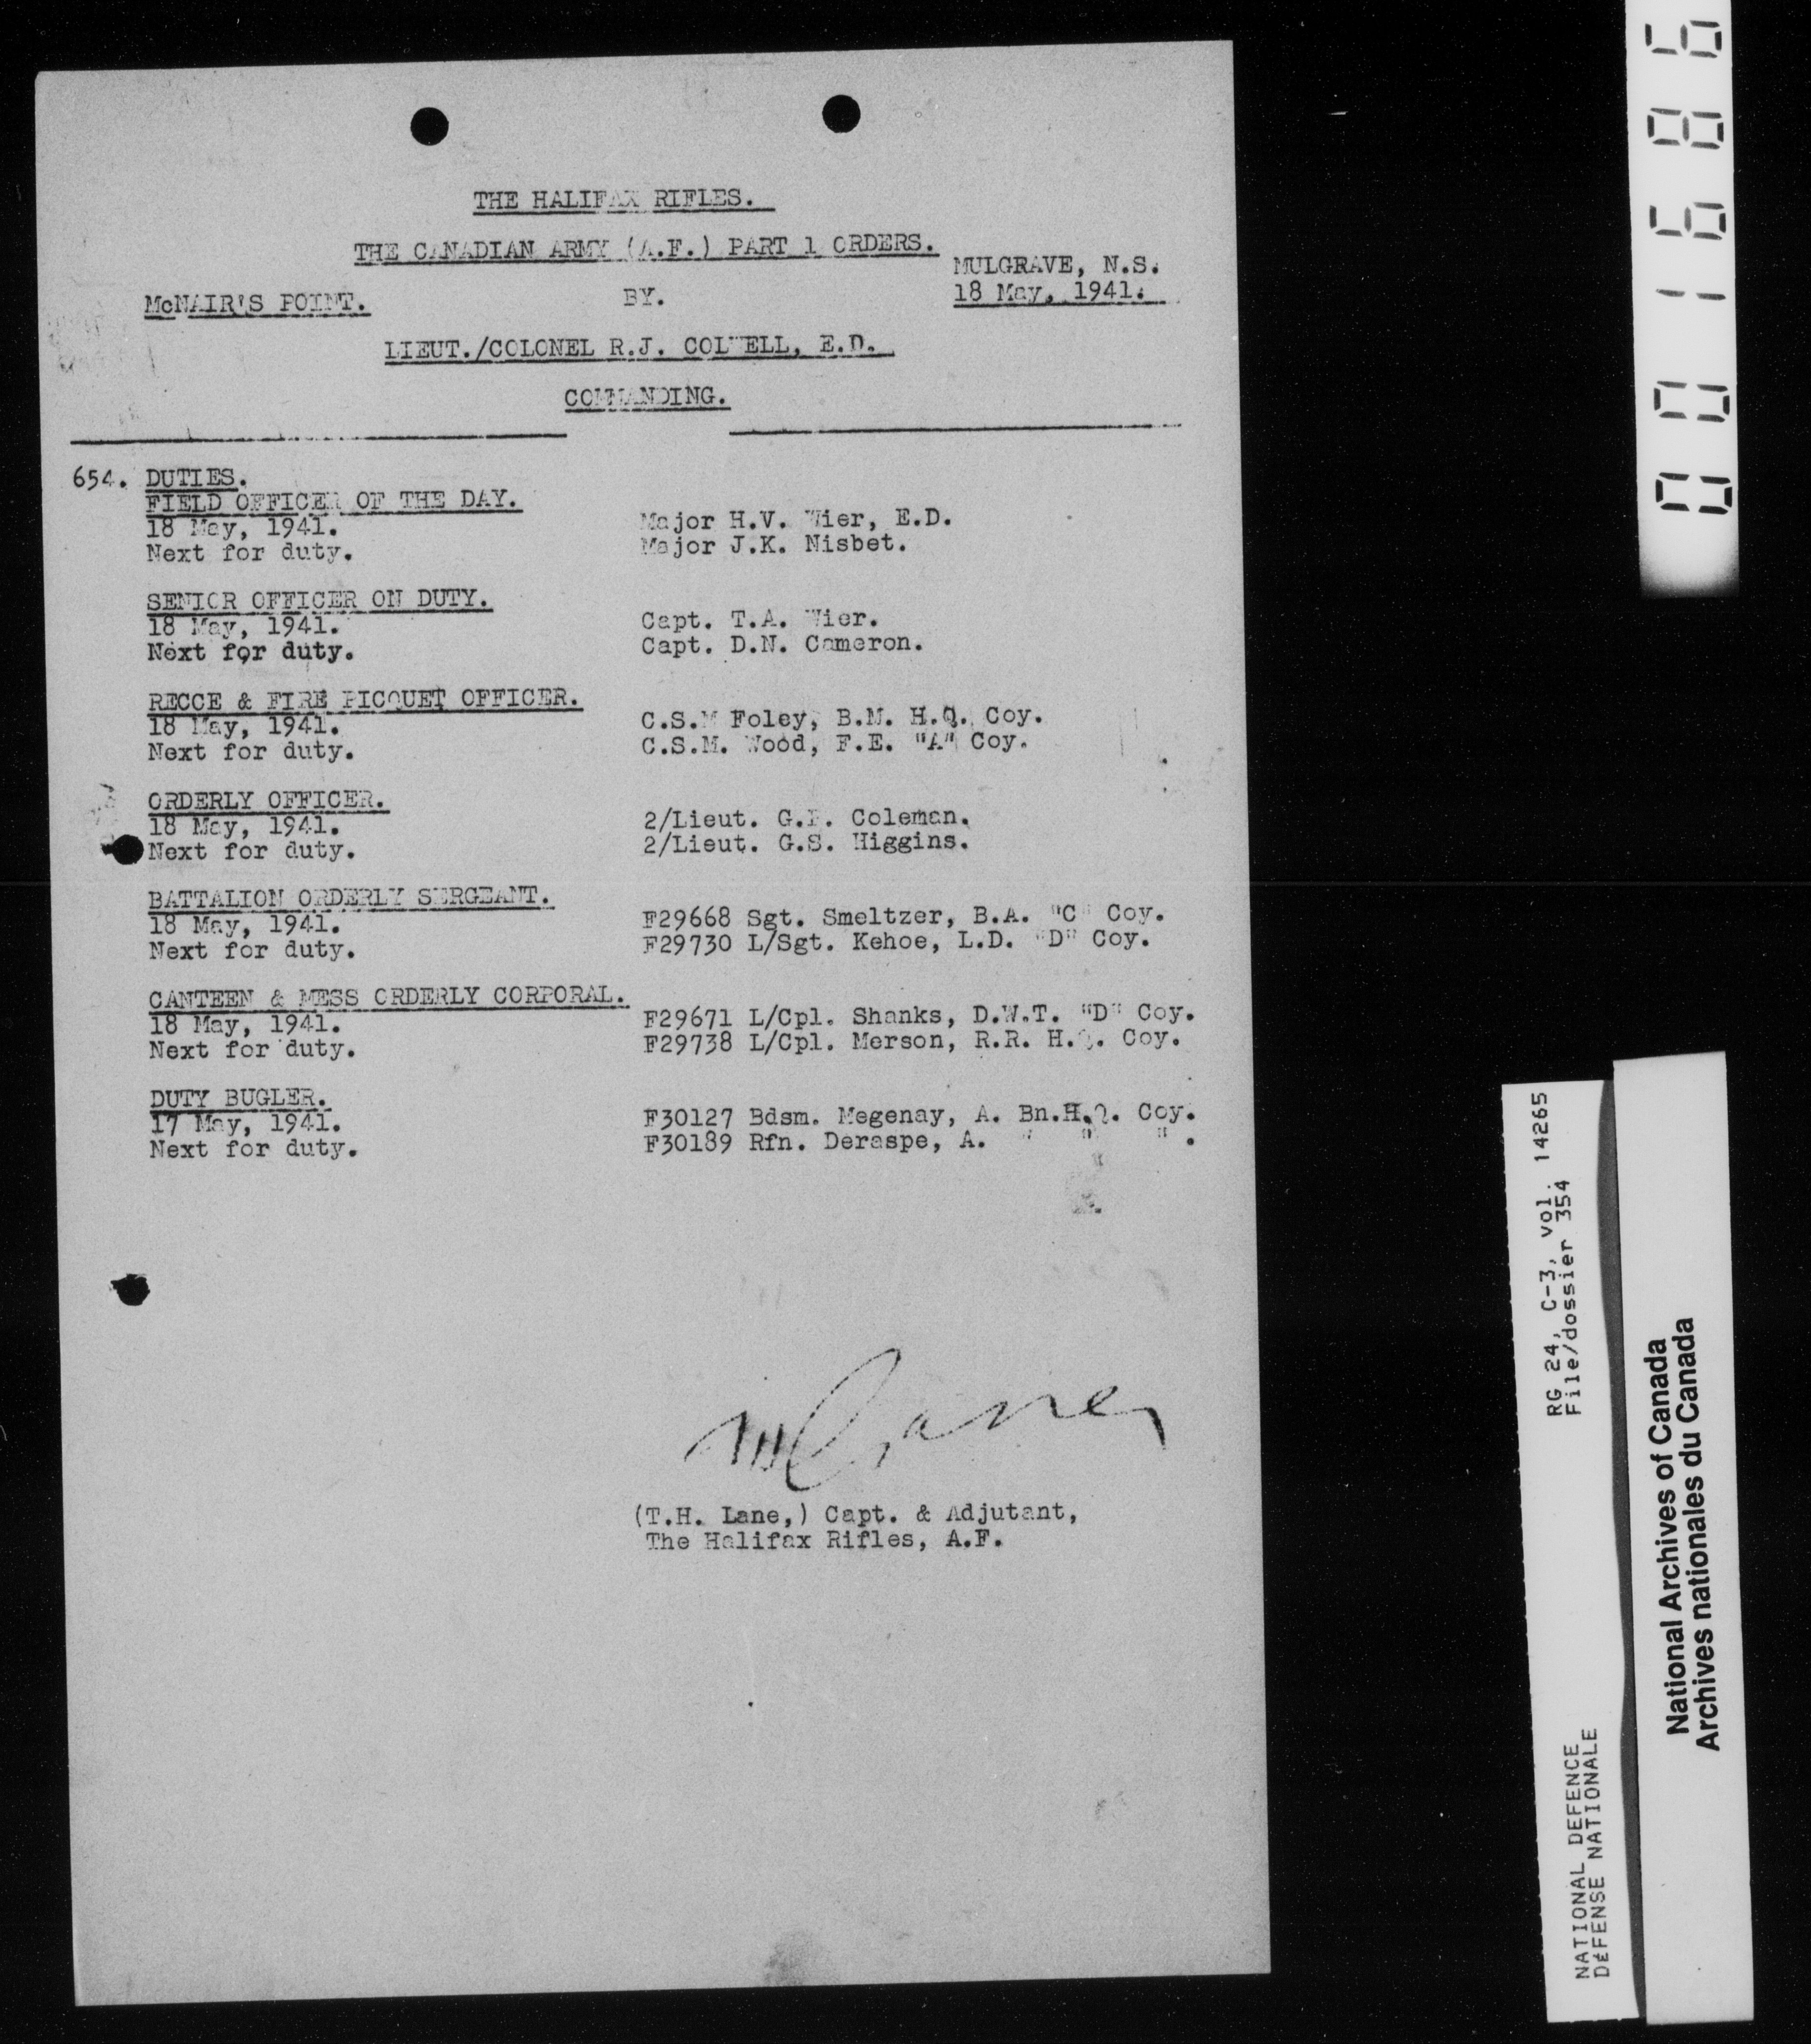 THE HALIFAX RIFLES.
THE CANADIAN ARMY (A.F.) PART 1 ORDERS.
MULGRAVE, N.S.
McNAIR'S POINT. BY. 18 May, 1941.
LIEUT./COLONEL R.J. COLWELL, E.D.
COMMANDING.
654. DUTIES.
FIELD OFFICER OF THE DAY.
18 May, 1941. Major H.V. Wier, E.D.
Next for duty. Major J.K. Nisbet.
SENIOR OFFICER ON DUTY.
18 May, 1941. Capt. T.A. Wier.
Next for duty. Capt. D.N. Cameron.
RECCE & FIRE PICQUET OFFICER.
18 May, 1941. C.S.M Foley, B.M. H.Q. Coy.
Next for duty. C.S.M. Wood, F.E. "A" Coy.
ORDERLY OFFICER.
18 May, 1941. 2/Lieut. Coleman.
Next for duty. 2/Lieut. G.S. Higgins.
BATTALION ORDERLY SERGEANT.
18 May, 1941. F29668 Sgt. Smeltzer, B.A. "C" Coy.
Next for duty. F29730 L/Sgt. Kehoe, L.D. "D" Coy.
CANTEEN & MESS ORDERLY CORPORAL.
18 May, 1941. F29671 L/Cpl. Shanks, D.W.T. "D" Coy.
Next for duty. F29738 L/Cpl. Merson, R.R. H.Q. Coy.
DUTY BUGLER.
17 May, 1941. F30127 Bdsm. Megenay, A. Bn.H.Q. Coy.
Next for duty. F30189 Rfn. Deraspe, A. " " " .
(T.H. Lane,) Capt. & Adjutant,
The Halifax Rifles, A.F.
001686
RG 24, C-3, vol. 14265
File/dossier 354
NATIONAL DEFENCE
DÉFENSE NATIONALE
National Archives of Canada
Archives nationales du Canada